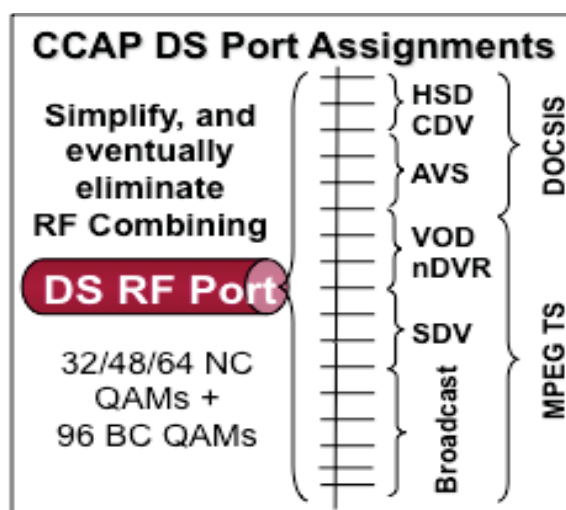 CCAP DS Port Assignments
Simplify, and
eventually
eliminate
RF Combining
DS RF Port
32/48/64 NC
QAMs +
96 BC QAMs
HSD
CDV
AVS
VOD
nDVR
SDV
Broadcast
DOCSIS
MPEG TS